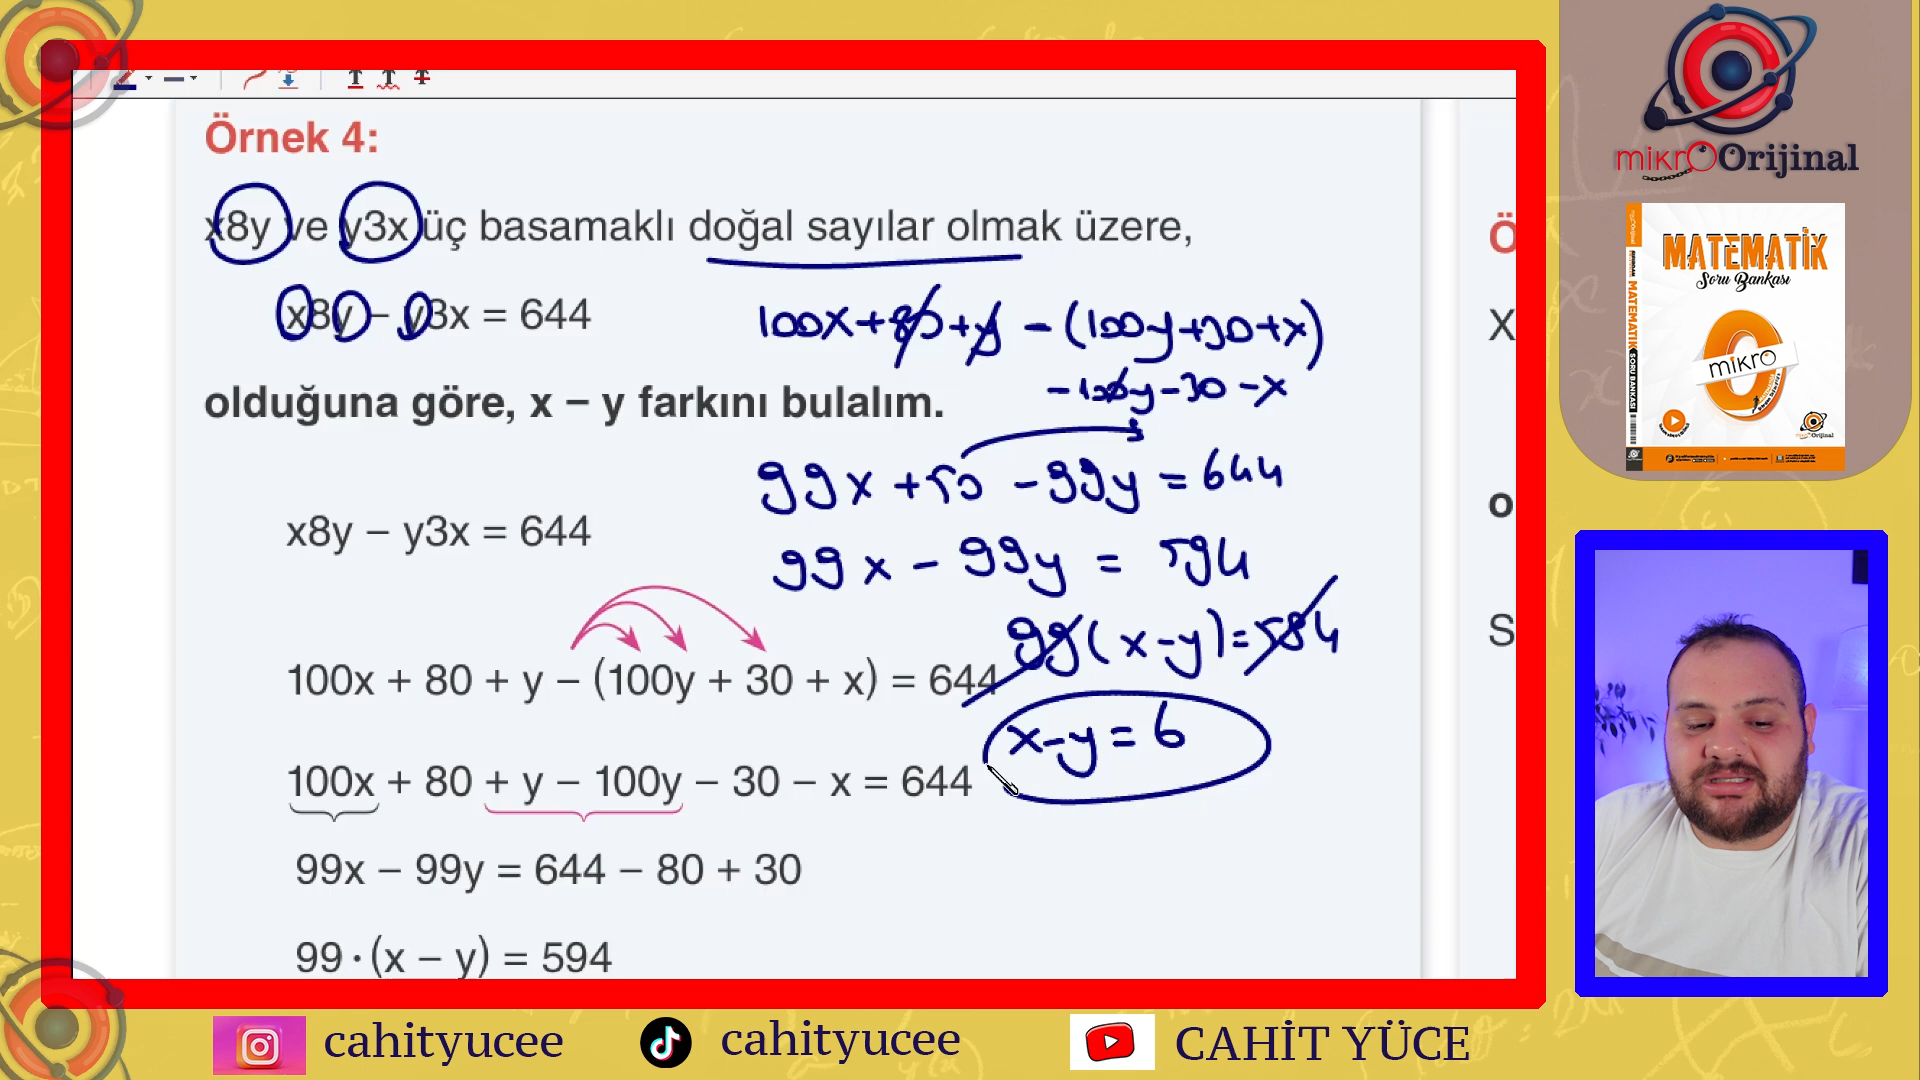 Örnek 4:
x8y ve y3x üç basamaklı doğal sayılar olmak üzere,
x8y – y3x = 644
100x+80+y – (100y+30+x)
–100y–30–x
olduğuna göre, x – y farkını bulalım.
99x +50 – 99y = 644
x8y – y3x = 644
99x – 99y = 594
99(x–y)=594
100x + 80 + y – (100y + 30 + x) = 644
x–y=6
100x + 80 + y – 100y – 30 – x = 644
99x – 99y = 644 – 80 + 30
99·(x – y) = 594
Ö
X
o
S
mikro Orijinal
MATEMATİK
Soru Bankası
mikro
MATEMATİK SORU BANKASI
cahityucee
cahityucee
CAHİT YÜCE